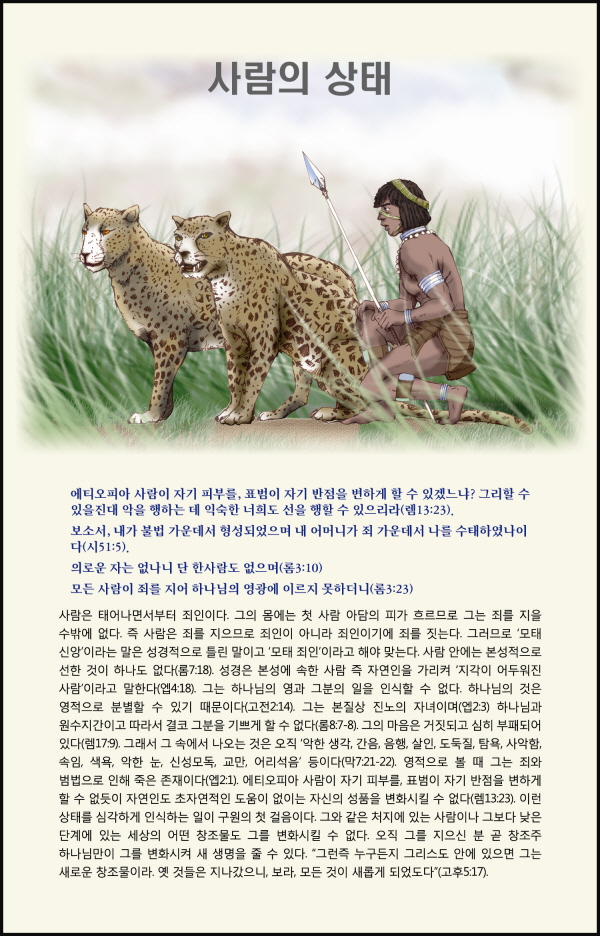 사람의 상태
에티오피아 사람이 자기 피부를, 표범이 자기 반점을 변하게 할 수 있겠느냐? 그리할 수
있을진대 악을 행하는 데 익숙한 너희도 선을 행할 수 있으리라(렘13:23).
보소서, 내가 불법 가운데서 형성되었으며 내 어머니가 죄 가운데서 나를 수태하였나이
다(시51:5).
의로운 자는 없나니 단 한사람도 없으며(롬3:10)
모든 사람이 죄를 지어 하나님의 영광에 이르지 못하더니(롬3:23)
사람은 태어나면서부터 죄인이다. 그의 몸에는 첫 사람 아담의 피가 흐르므로 그는 죄를 지을
수밖에 없다. 즉 사람은 죄를 지으므로 죄인이 아니라 죄인이기에 죄를 짓는다. 그러므로 '모태
신앙'이라는 말은 성경적으로 틀린 말이고 '모태 죄인'이라고 해야 맞는다. 사람 안에는 본성적으로
선한 것이 하나도 없다(롬7:18). 성경은 본성에 속한 사람 즉 자연인을 가리켜 '지각이 어두워진
사람'이라고 말한다(엡4:18). 그는 하나님의 영과 그분의 일을 인식할 수 없다. 하나님의 것은
영적으로 분별할 수 있기 때문이다(고전2:14). 그는 본질상 진노의 자녀이며(엡2:3) 하나님과
원수지간이고 따라서 결코 그분을 기쁘게 할 수 없다(롬8:7-8). 그의 마음은 거짓되고 심히 부패되어
있다(렘17:9). 그래서 그 속에서 나오는 것은 오직 '악한 생각, 간음, 음행, 살인, 도둑질, 탐욕, 사악함,
속임, 색욕, 악한 눈, 신성모독, 교만, 어리석음' 등이다(막7:21-22). 영적으로 볼 때 그는 죄와
범법으로 인해 죽은 존재이다(엡2:1). 에티오피아 사람이 자기 피부를, 표범이 자기 반점을 변하게
할 수 없듯이 자연인도 초자연적인 도움이 없이는 자신의 성품을 변화시킬 수 없다(렘13:23). 이런
상태를 심각하게 인식하는 일이 구원의 첫 걸음이다. 그와 같은 처지에 있는 사람이나 그보다 낮은
단계에 있는 세상의 어떤 창조물도 그를 변화시킬 수 없다. 오직 그를 지으신 분 곧 창조주
하나님만이 그를 변화시켜 새 생명을 줄 수 있다. "그런즉 누구든지 그리스도 안에 있으면 그는
새로운 창조물이라. 옛 것들은 지나갔으니, 보라, 모든 것이 새롭게 되었도다"(고후5:17).